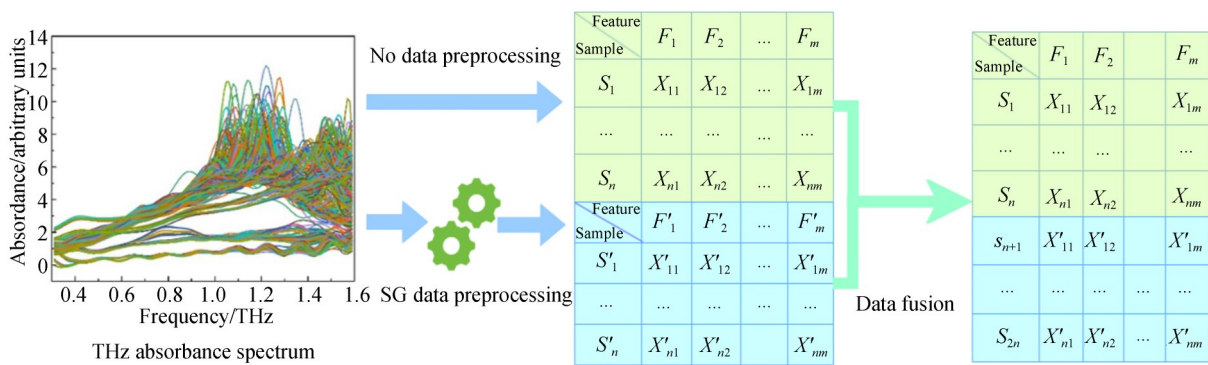 14
12
10
8
6
4
2
0
Absordance/arbitrary units
0.4 0.6 0.8 1.0 1.2 1.4 1.6
Frequency/THz
THz absorbance spectrum
No data preprocessing
SG data preprocessing
Feature
Sample
F₁ F₂ ... Fₘ
S₁ X₁₁ X₁₂ ... X₁ₘ
... ... ...
Sₙ Xₙ₁ Xₙ₂ Xₙₘ
Feature
Sample
F′₁ F′₂ F′ₘ
S′₁ X′₁₁ X′₁₂ ... X′₁ₘ
... ... ... ...
S′ₙ X′ₙ₁ X′ₙ₂ X′ₙₘ
Data fusion
Feature
Sample
F₁ F₂ Fₘ
S₁ X₁₁ X₁₂ X₁ₘ
... ... ... ...
Sₙ Xₙ₁ Xₙ₂ Xₙₘ
sₙ₊₁ X′₁₁ X′₁₂ X′₁ₘ
... ... ... ... ...
S₂ₙ X′ₙ₁ X′ₙ₂ ... X′ₙₘ